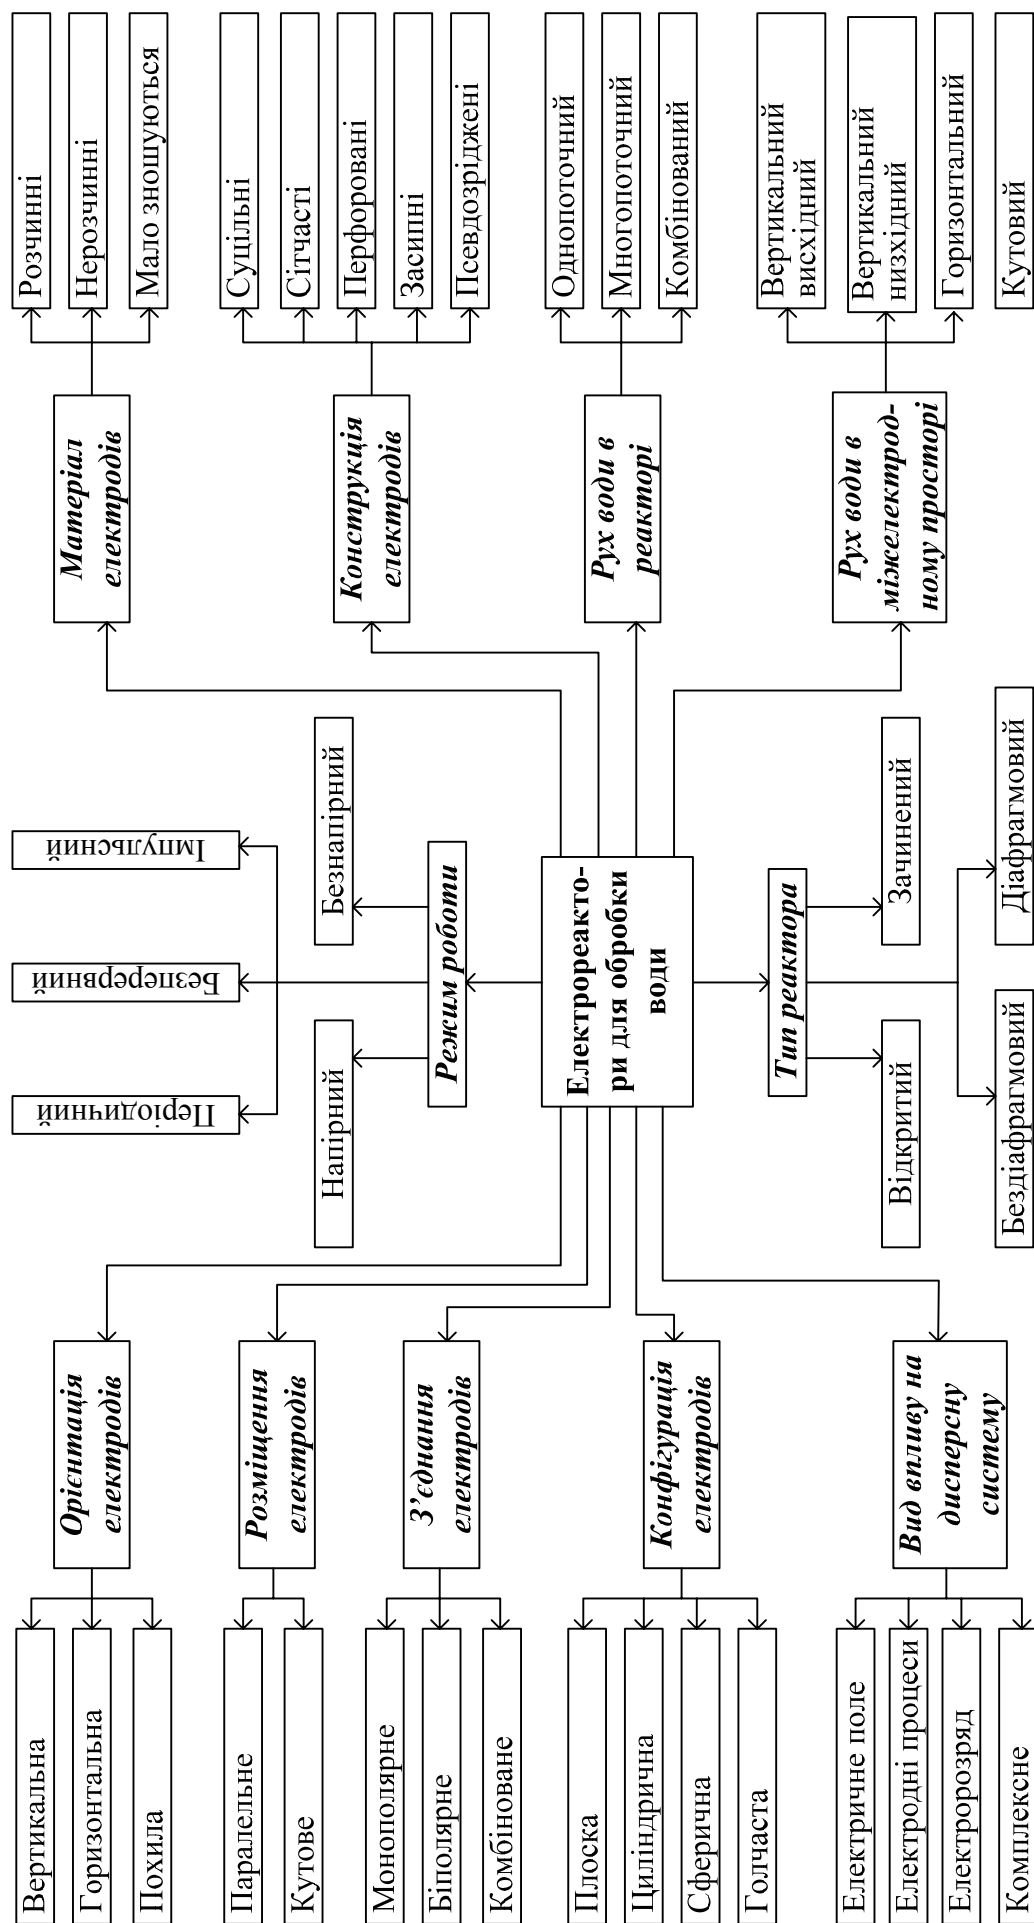 Вертикальна
Горизонтальна
Похила
Орієнтація
електродів
Паралельне
Кутове
Розміщення
електродів
Монополярне
Біполярне
Комбіноване
З’єднання
електродів
Плоска
Циліндрична
Сферична
Голчаста
Конфігурація
електродів
Електричне поле
Електродні процеси
Електророзряд
Комплексне
Вид впливу на
дисперсну
систему
Періодичний
Безперервний
Імпульсний
Напірний
Безнапірний
Режим роботи
Електрореакто-
ри для обробки
води
Тип реактора
Відкритий
Зачинений
Бездіафрагмовий
Діафрагмовий
Матеріал
електродів
Розчинні
Нерозчинні
Мало зношуються
Конструкція
електродів
Суцільні
Сітчасті
Перфоровані
Засипні
Псевдозріджені
Рух води в
реакторі
Однопоточний
Многопоточний
Комбінований
Рух води в
міжелектрод-
ному просторі
Вертикальний
висхідний
Вертикальний
низхідний
Горизонтальний
Кутовий